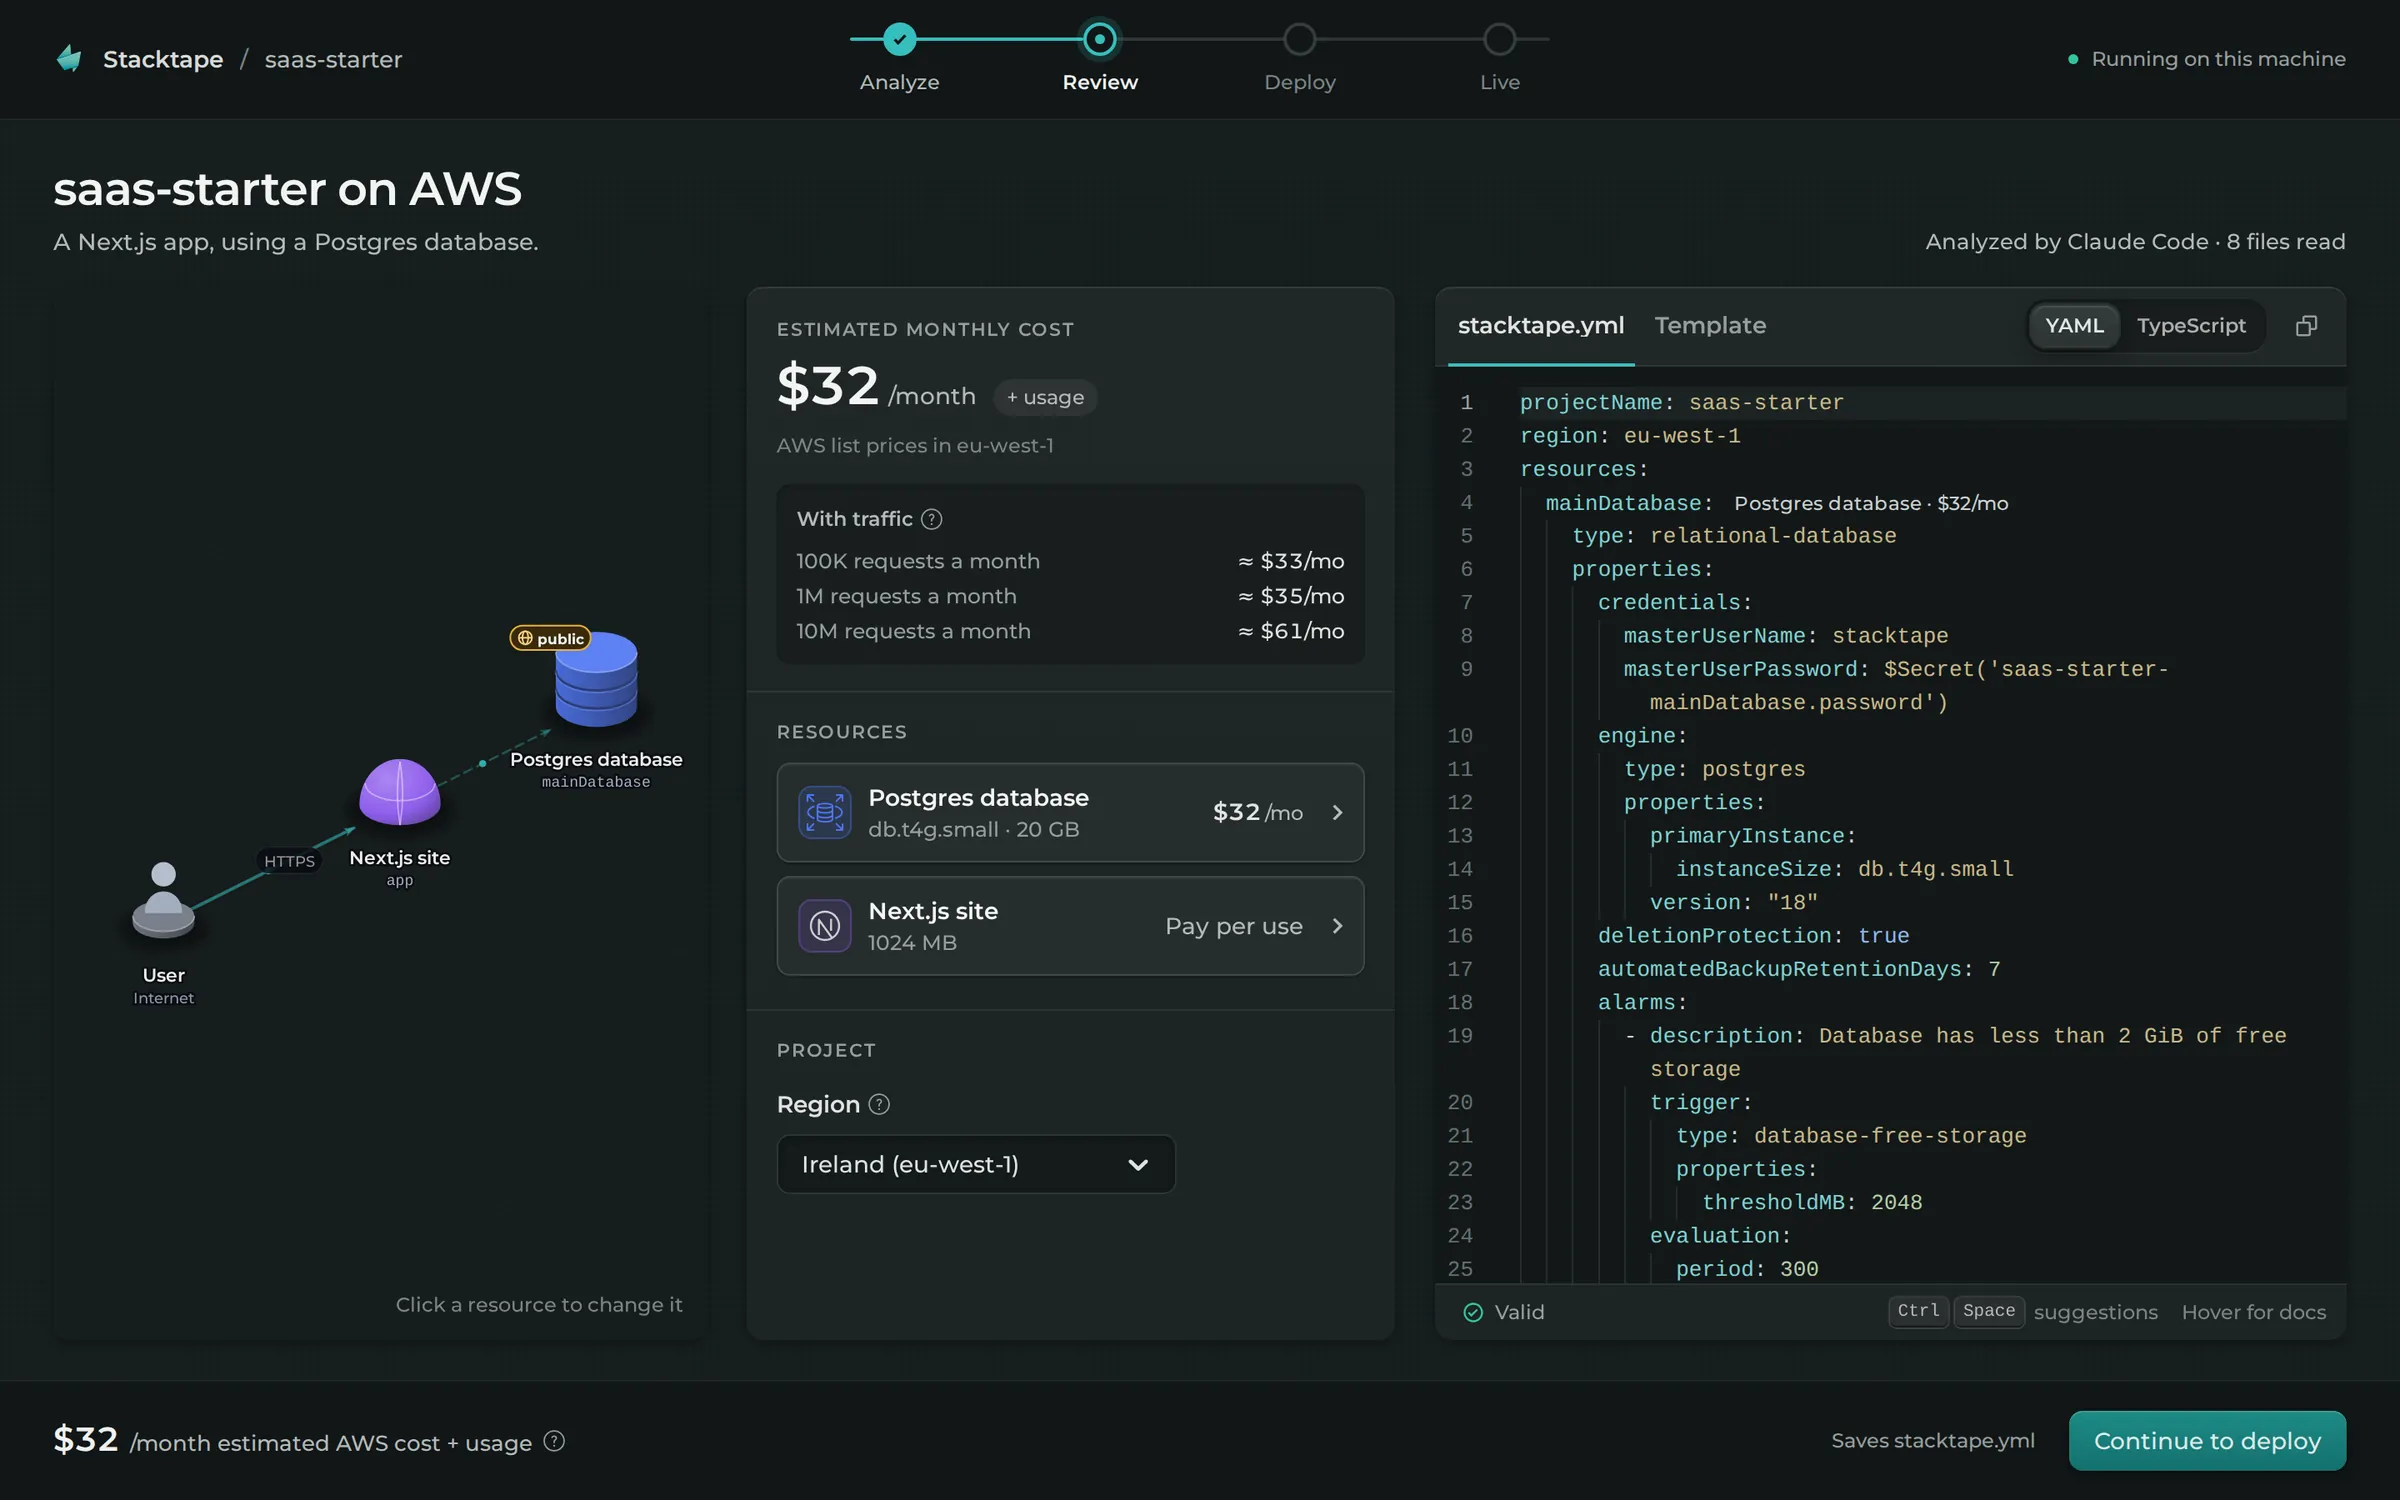 Stacktape / saas-starter
Analyze
Review
Deploy
Live
Running on this machine
saas-starter on AWS
A Next.js app, using a Postgres database.
Analyzed by Claude Code · 8 files read
public
Postgres database
mainDatabase
HTTPS
Next.js site
app
User
Internet
Click a resource to change it
ESTIMATED MONTHLY COST
$32 /month + usage
AWS list prices in eu-west-1
With traffic ?
100K requests a month ≈ $33/mo
1M requests a month ≈ $35/mo
10M requests a month ≈ $61/mo
RESOURCES
Postgres database
db.t4g.small · 20 GB
$32 /mo
Next.js site
1024 MB
Pay per use
PROJECT
Region ?
Ireland (eu-west-1)
stacktape.yml Template YAML TypeScript
1 projectName: saas-starter
2 region: eu-west-1
3 resources:
4 mainDatabase: Postgres database · $32/mo
5 type: relational-database
6 properties:
7 credentials:
8 masterUserName: stacktape
9 masterUserPassword: $Secret('saas-starter-
mainDatabase.password')
10 engine:
11 type: postgres
12 properties:
13 primaryInstance:
14 instanceSize: db.t4g.small
15 version: "18"
16 deletionProtection: true
17 automatedBackupRetentionDays: 7
18 alarms:
19 - description: Database has less than 2 GiB of free
storage
20 trigger:
21 type: database-free-storage
22 properties:
23 thresholdMB: 2048
24 evaluation:
25 period: 300
Valid
Ctrl Space suggestions Hover for docs
$32 /month estimated AWS cost + usage ?
Saves stacktape.yml
Continue to deploy